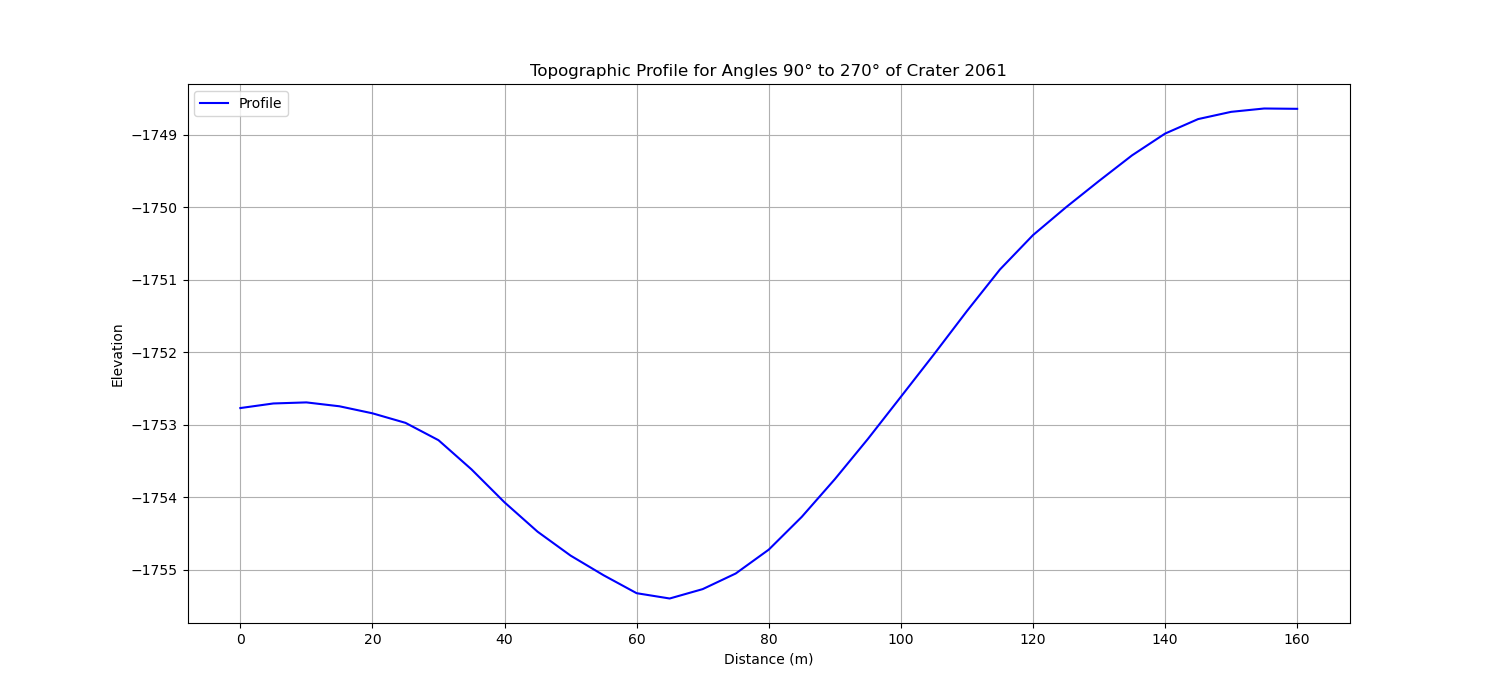 Topographic Profile for Angles 90° to 270° of Crater 2061
Profile
−1749
−1750
−1751
−1752
−1753
−1754
−1755
Elevation
0 20 40 60 80 100 120 140 160
Distance (m)